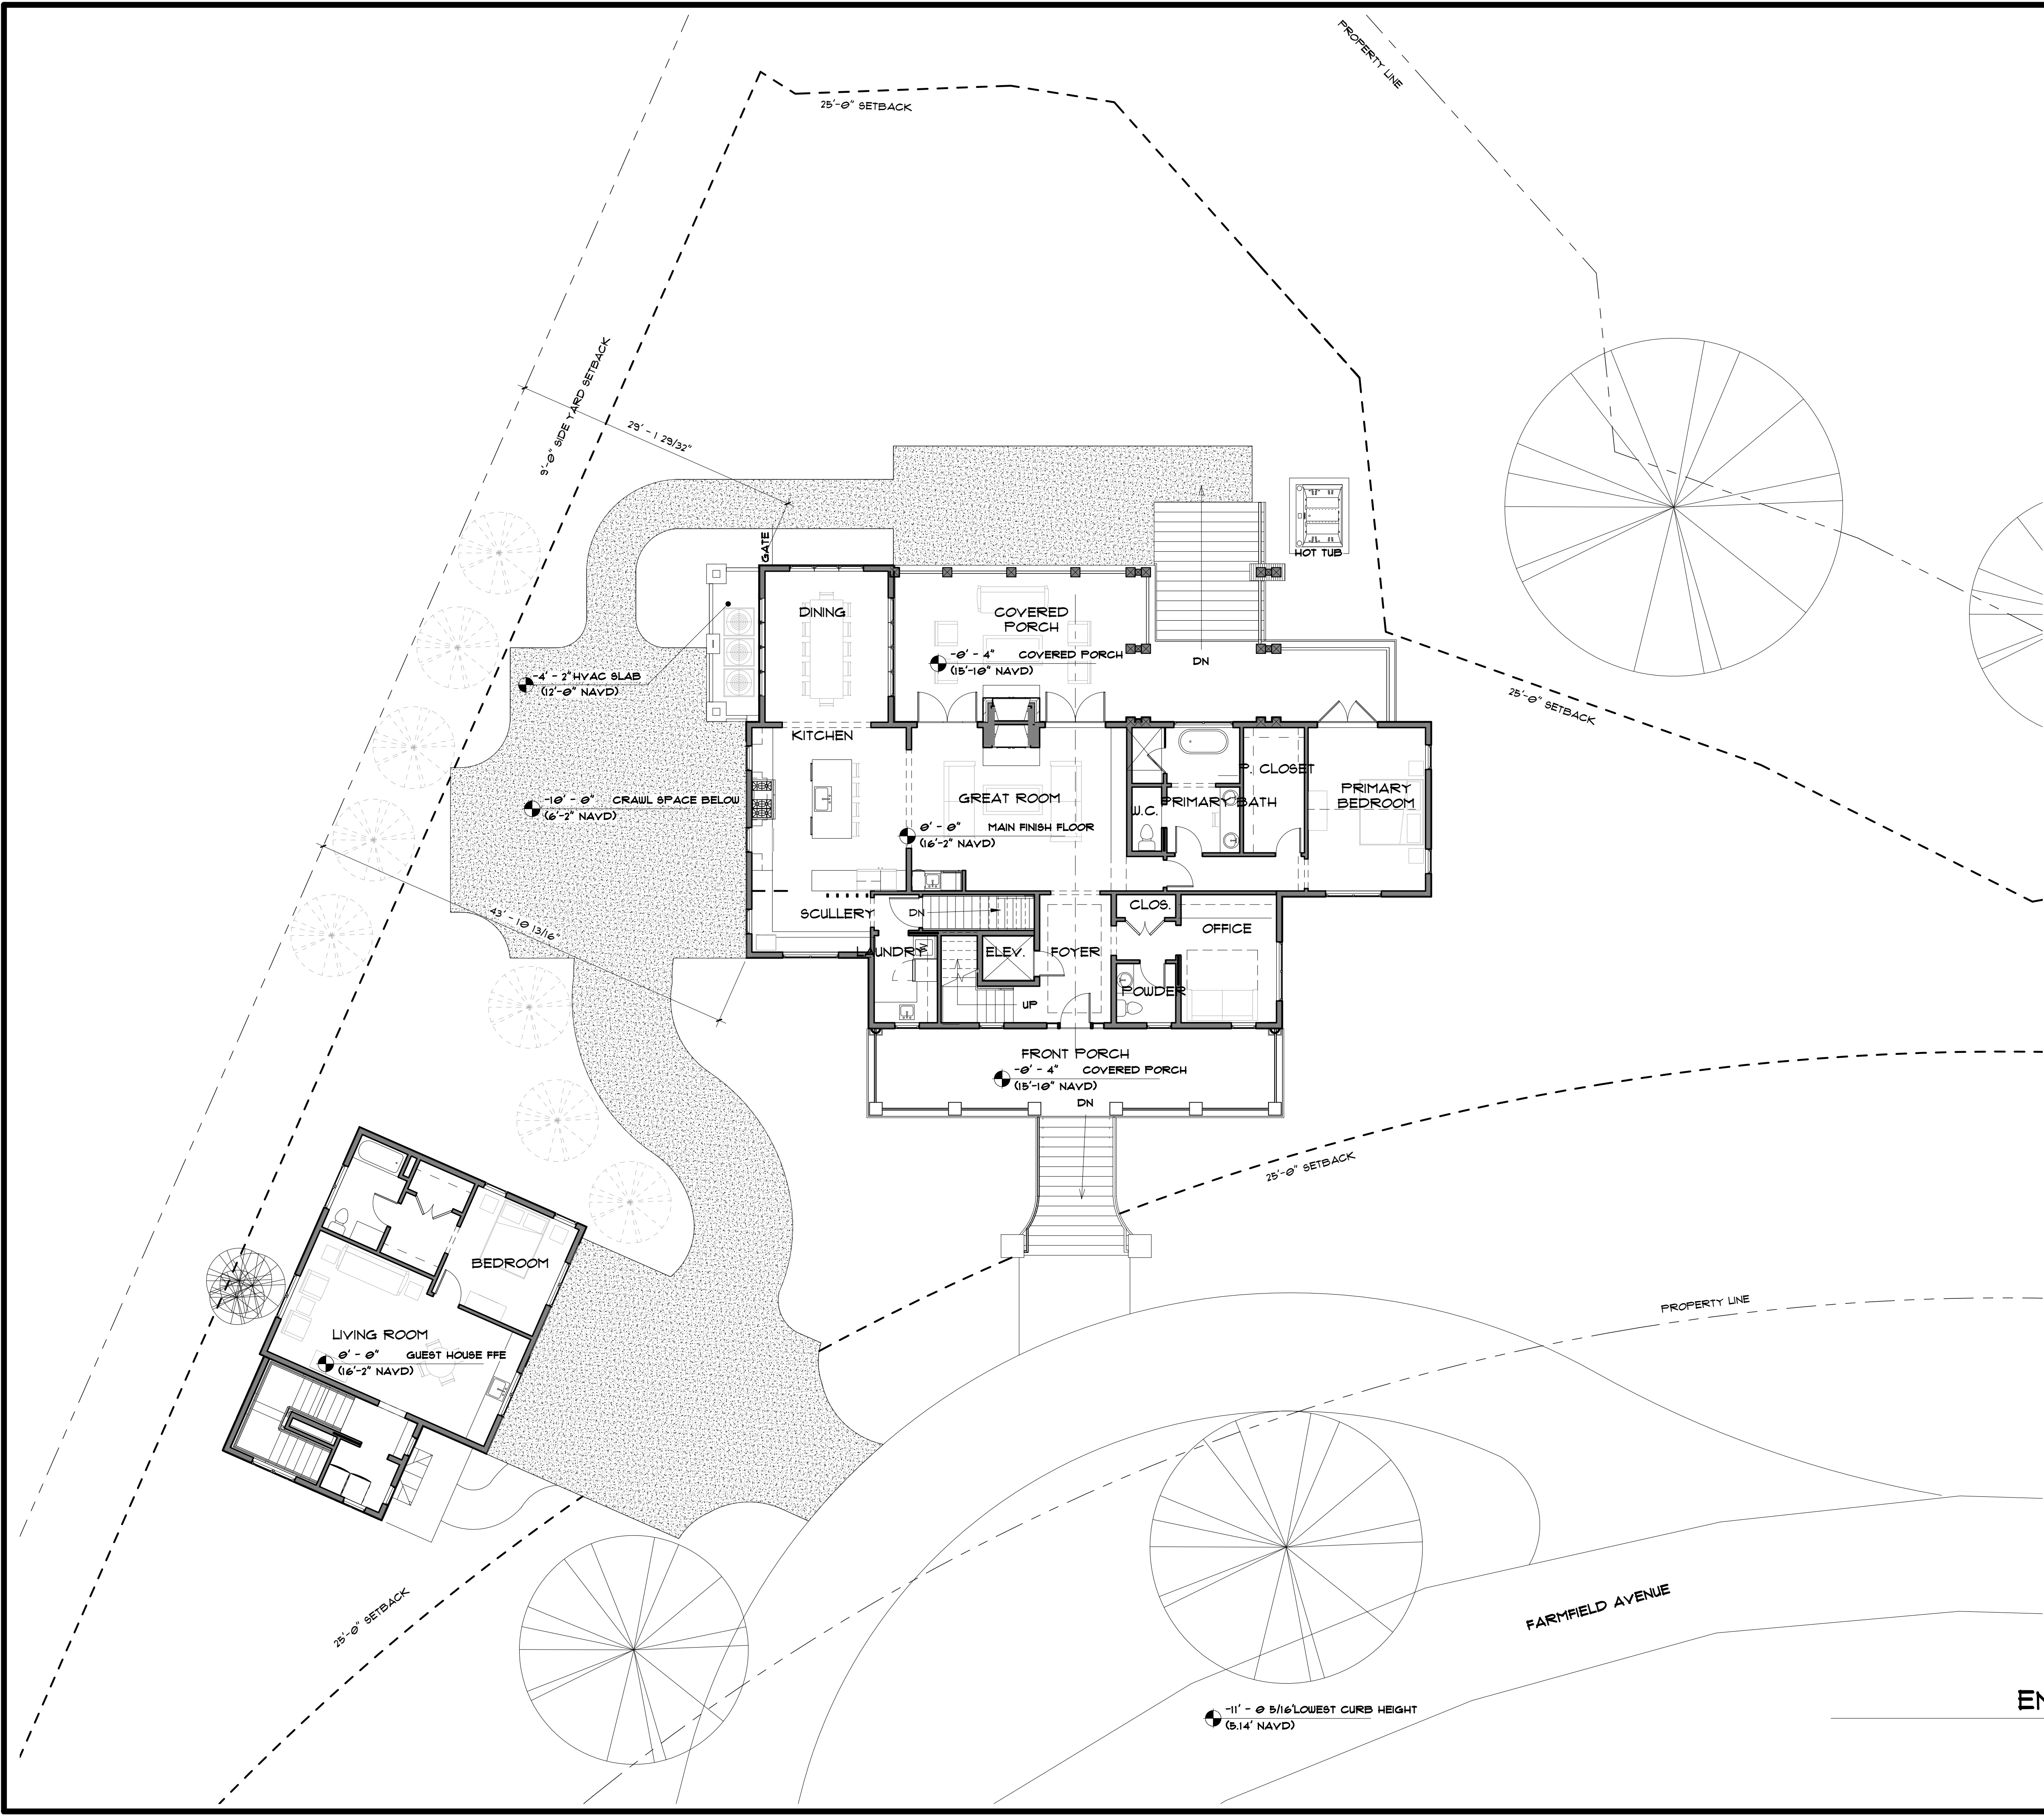 PROPERTY LINE
25'-0" SETBACK
9'-0" SIDE YARD SETBACK
29' - 1 29/32"
GATE
HOT TUB
DINING
COVERED
PORCH
-0' - 4" COVERED PORCH
(15'-10" NAVD)
DN
-4' - 2" HVAC SLAB
(12'-0" NAVD)
25'-0" SETBACK
KITCHEN
P. CLOSET
PRIMARY
BEDROOM
GREAT ROOM
W.C.
PRIMARY BATH
-10' - 0" CRAWL SPACE BELOW
(6'-2" NAVD)
0' - 0" MAIN FINISH FLOOR
(16'-2" NAVD)
43' - 10 13/16"
SCULLERY
DN
CLOS.
OFFICE
LAUNDRY
W
ELEV.
FOYER
POWDER
UP
FRONT PORCH
-0' - 4" COVERED PORCH
(15'-10" NAVD)
DN
25'-0" SETBACK
BEDROOM
PROPERTY LINE
LIVING ROOM
0' - 0" GUEST HOUSE FFE
(16'-2" NAVD)
25'-0" SETBACK
FARMFIELD AVENUE
-11' - 0 5/16" LOWEST CURB HEIGHT
(5.14' NAVD)